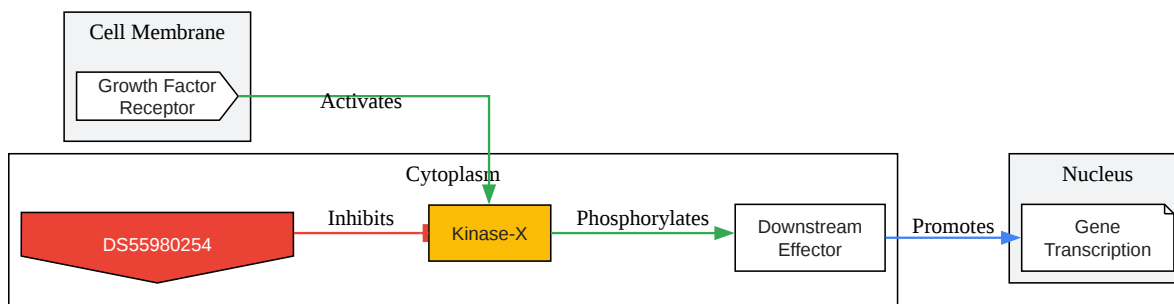 Cell Membrane
Growth Factor
Receptor
Activates
Cytoplasm
DS55980254
Inhibits
Kinase-X
Phosphorylates
Downstream
Effector
Promotes
Nucleus
Gene
Transcription